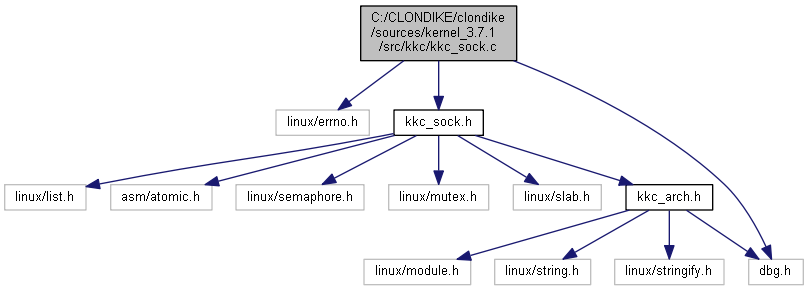 C:/CLONDIKE/clondike
/sources/kernel_3.7.1
/src/kkc/kkc_sock.c
linux/errno.h
kkc_sock.h
linux/list.h
asm/atomic.h
linux/semaphore.h
linux/mutex.h
linux/slab.h
kkc_arch.h
linux/module.h
linux/string.h
linux/stringify.h
dbg.h